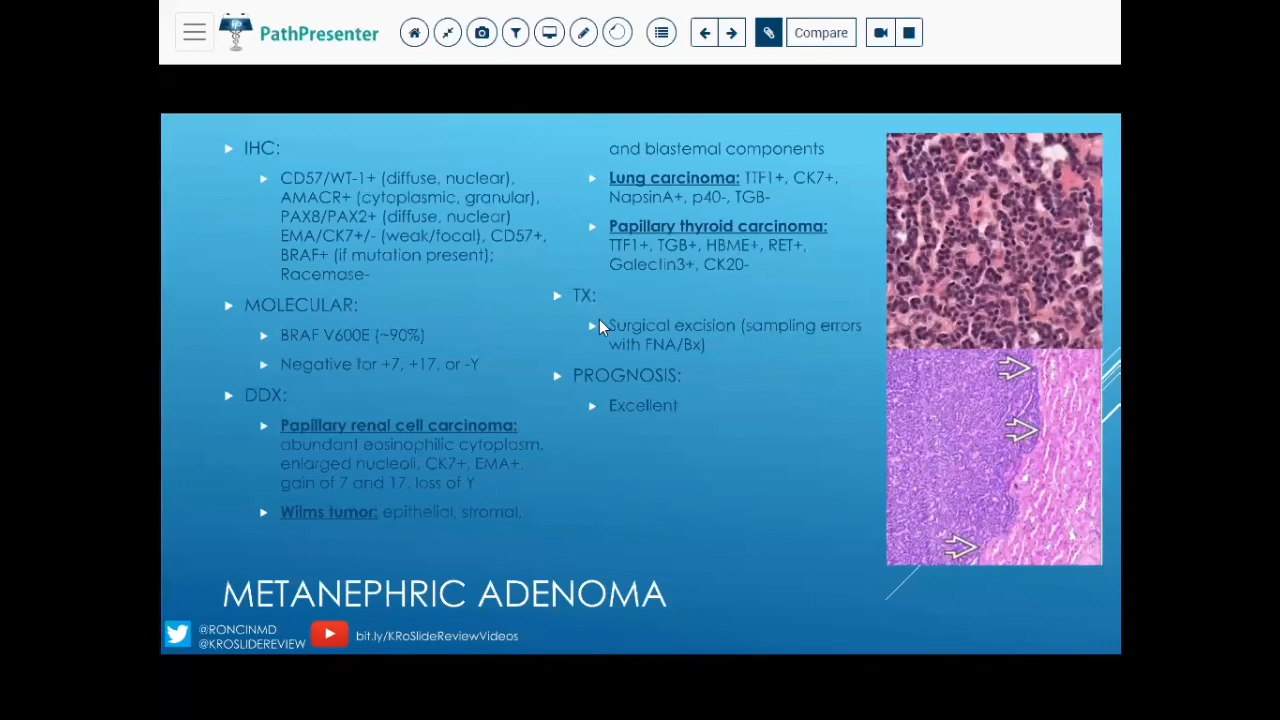 PathPresenter
Compare
IHC:
CD57/WT-1+ (diffuse, nuclear),
AMACR+ (cytoplasmic, granular),
PAX8/PAX2+ (diffuse, nuclear)
EMA/CK7+/- (weak/focal), CD57+,
BRAF+ (if mutation present);
Racemase-
MOLECULAR:
BRAF V600E (~90%)
Negative for +7, +17, or -Y
DDX:
Papillary renal cell carcinoma:
abundant eosinophilic cytoplasm,
enlarged nucleoli, CK7+, EMA+,
gain of 7 and 17, loss of Y
Wilms tumor: epithelial, stromal,
and blastemal components
Lung carcinoma: TTF1+, CK7+,
NapsinA+, p40-, TGB-
Papillary thyroid carcinoma:
TTF1+, TGB+, HBME+, RET+,
Galectin3+, CK20-
TX:
Surgical excision (sampling errors
with FNA/Bx)
PROGNOSIS:
Excellent
METANEPHRIC ADENOMA
@RONCINMD
@KROSLIDEREVIEW
bit.ly/KRoSlideReviewVideos